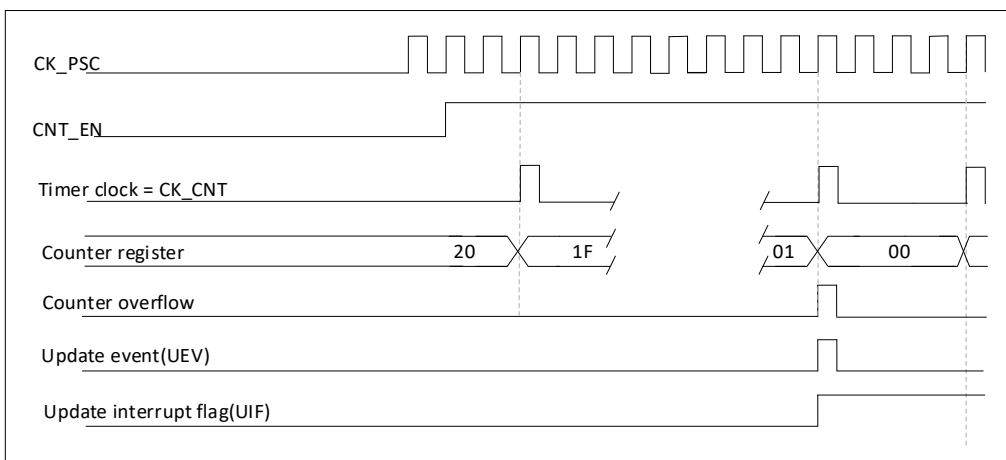 CK_PSC
CNT_EN
Timer clock = CK_CNT
Counter register 20 1F 01 00
Counter overflow
Update event(UEV)
Update interrupt flag(UIF)